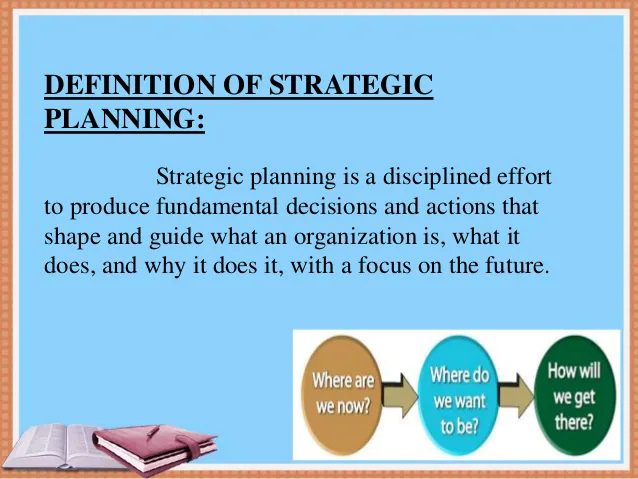 DEFINITION OF STRATEGIC
PLANNING:
Strategic planning is a disciplined effort
to produce fundamental decisions and actions that
shape and guide what an organization is, what it
does, and why it does it, with a focus on the future.
Where are
we now?
Where do
we want
to be?
How will
we get
there?